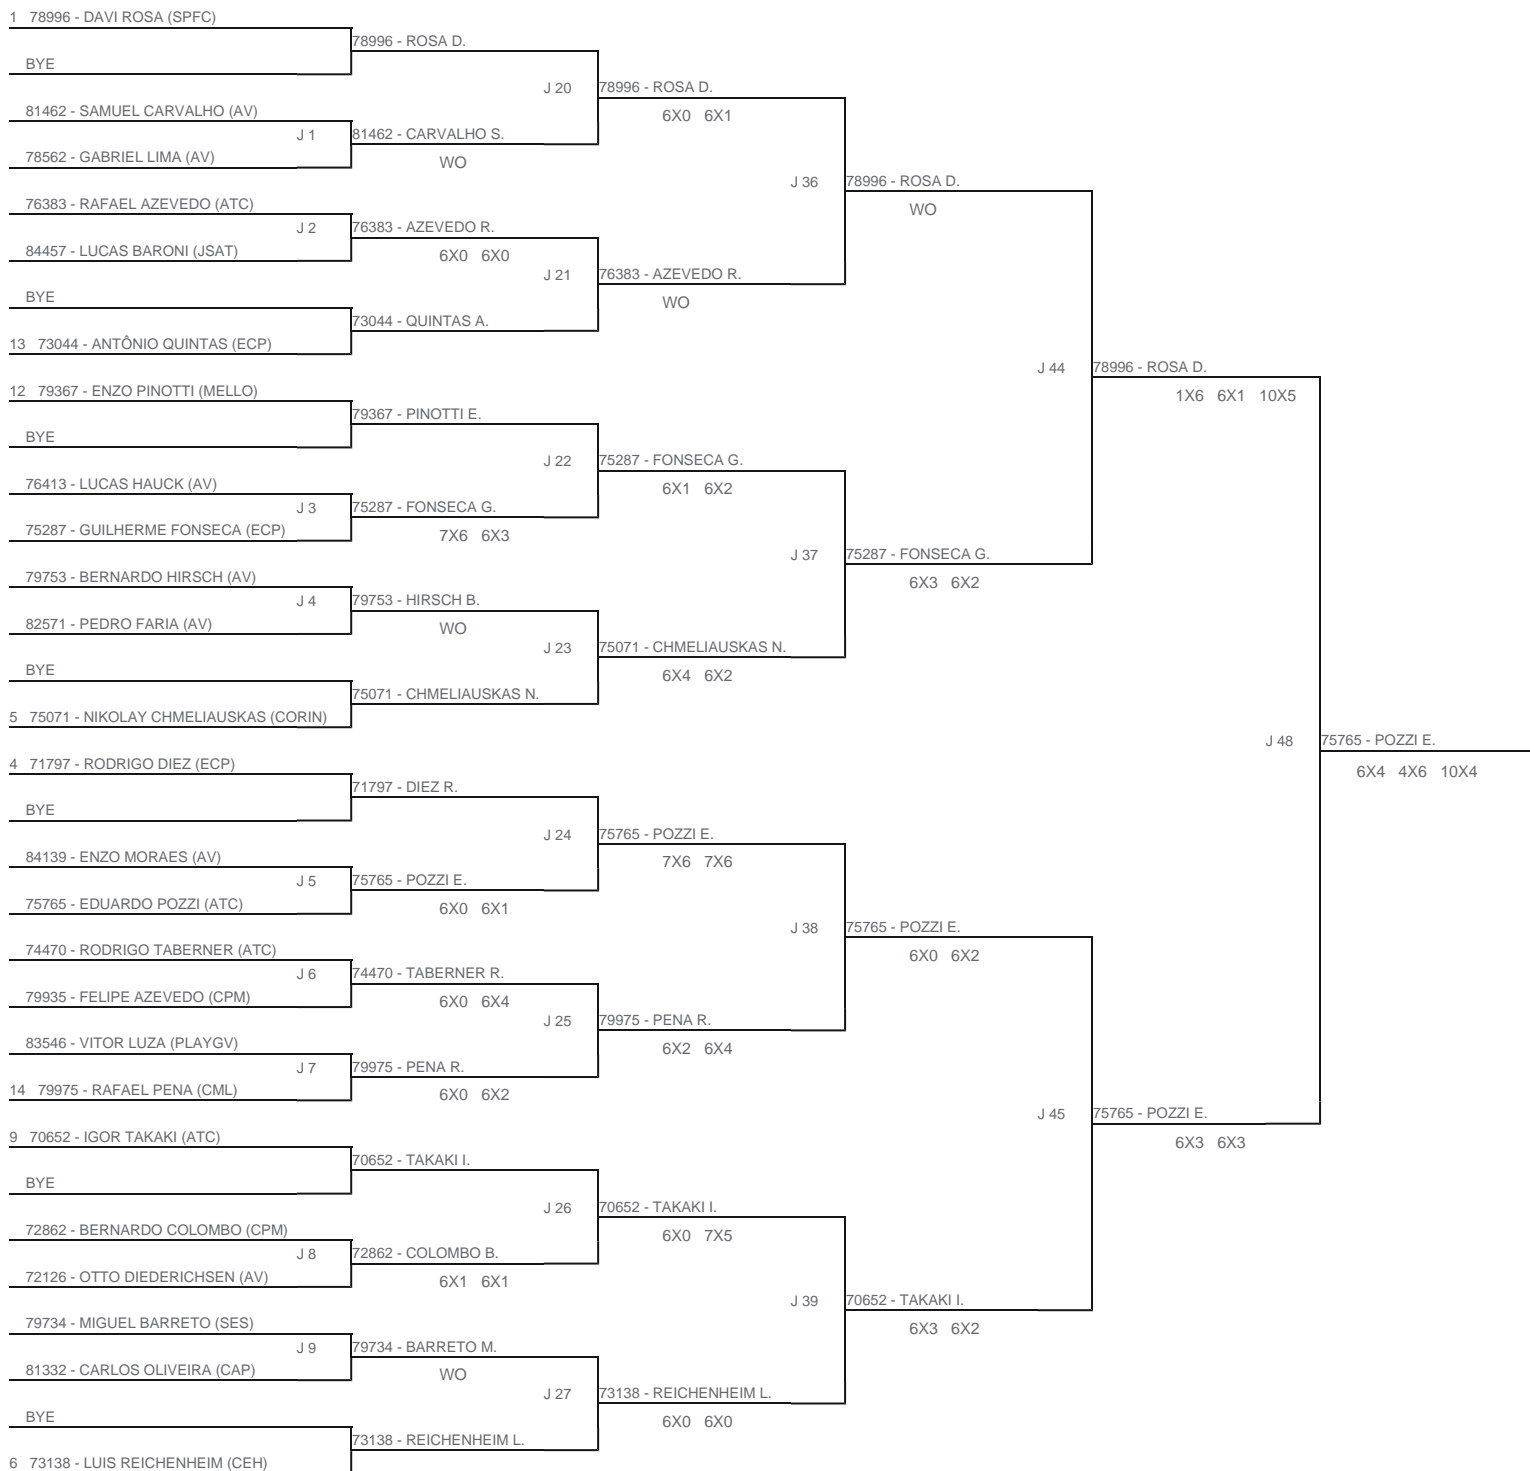 1 78996 - DAVI ROSA (SPFC)
78996 - ROSA D.
BYE
J 20
78996 - ROSA D.
6X0 6X1
81462 - SAMUEL CARVALHO (AV)
J 1
81462 - CARVALHO S.
WO
78562 - GABRIEL LIMA (AV)
J 36
78996 - ROSA D.
WO
76383 - RAFAEL AZEVEDO (ATC)
J 2
76383 - AZEVEDO R.
6X0 6X0
84457 - LUCAS BARONI (JSAT)
J 21
76383 - AZEVEDO R.
WO
BYE
73044 - QUINTAS A.
13 73044 - ANTÔNIO QUINTAS (ECP)
J 44
78996 - ROSA D.
1X6 6X1 10X5
12 79367 - ENZO PINOTTI (MELLO)
79367 - PINOTTI E.
BYE
J 22
75287 - FONSECA G.
6X1 6X2
76413 - LUCAS HAUCK (AV)
J 3
75287 - FONSECA G.
7X6 6X3
75287 - GUILHERME FONSECA (ECP)
J 37
75287 - FONSECA G.
6X3 6X2
79753 - BERNARDO HIRSCH (AV)
J 4
79753 - HIRSCH B.
WO
82571 - PEDRO FARIA (AV)
J 23
75071 - CHMELIAUSKAS N.
6X4 6X2
BYE
75071 - CHMELIAUSKAS N.
5 75071 - NIKOLAY CHMELIAUSKAS (CORIN)
J 48
75765 - POZZI E.
6X4 4X6 10X4
4 71797 - RODRIGO DIEZ (ECP)
71797 - DIEZ R.
BYE
J 24
75765 - POZZI E.
7X6 7X6
84139 - ENZO MORAES (AV)
J 5
75765 - POZZI E.
6X0 6X1
75765 - EDUARDO POZZI (ATC)
J 38
75765 - POZZI E.
6X0 6X2
74470 - RODRIGO TABERNER (ATC)
J 6
74470 - TABERNER R.
6X0 6X4
79935 - FELIPE AZEVEDO (CPM)
J 25
79975 - PENA R.
6X2 6X4
83546 - VITOR LUZA (PLAYGV)
J 7
79975 - PENA R.
6X0 6X2
14 79975 - RAFAEL PENA (CML)
J 45
75765 - POZZI E.
6X3 6X3
9 70652 - IGOR TAKAKI (ATC)
70652 - TAKAKI I.
BYE
J 26
70652 - TAKAKI I.
6X0 7X5
72862 - BERNARDO COLOMBO (CPM)
J 8
72862 - COLOMBO B.
6X1 6X1
72126 - OTTO DIEDERICHSEN (AV)
J 39
70652 - TAKAKI I.
6X3 6X2
79734 - MIGUEL BARRETO (SES)
J 9
79734 - BARRETO M.
WO
81332 - CARLOS OLIVEIRA (CAP)
J 27
73138 - REICHENHEIM L.
6X0 6X0
BYE
73138 - REICHENHEIM L.
6 73138 - LUIS REICHENHEIM (CEH)